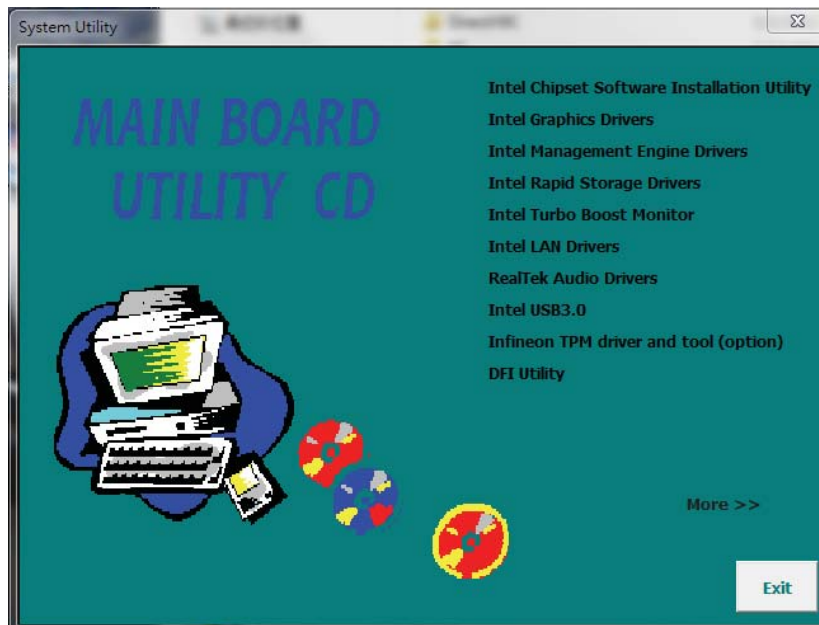 System Utility
MAIN BOARD
UTILITY CD
Intel Chipset Software Installation Utility
Intel Graphics Drivers
Intel Management Engine Drivers
Intel Rapid Storage Drivers
Intel Turbo Boost Monitor
Intel LAN Drivers
RealTek Audio Drivers
Intel USB3.0
Infineon TPM driver and tool (option)
DFI Utility
More >>
Exit